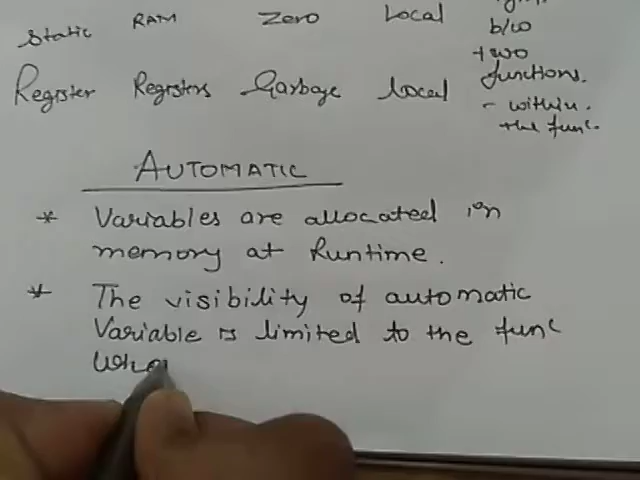 Static RAM Zero Local b/w
two
Register Registers Garbage Local functions.
- within
the func.
AUTOMATIC
* Variables are allocated in
memory at Runtime.
* The visibility of automatic
Variable is limited to the func